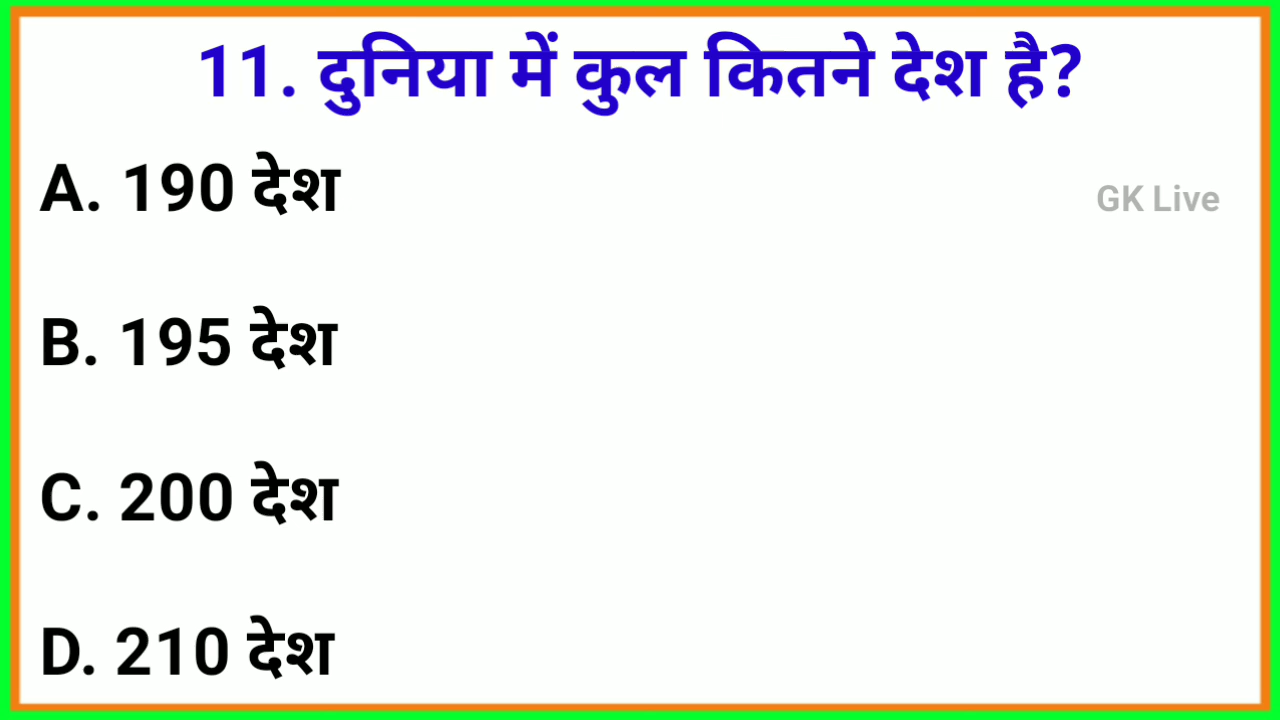 11. दुनिया में कुल कितने देश है?
A. 190 देश
GK Live
B. 195 देश
C. 200 देश
D. 210 देश